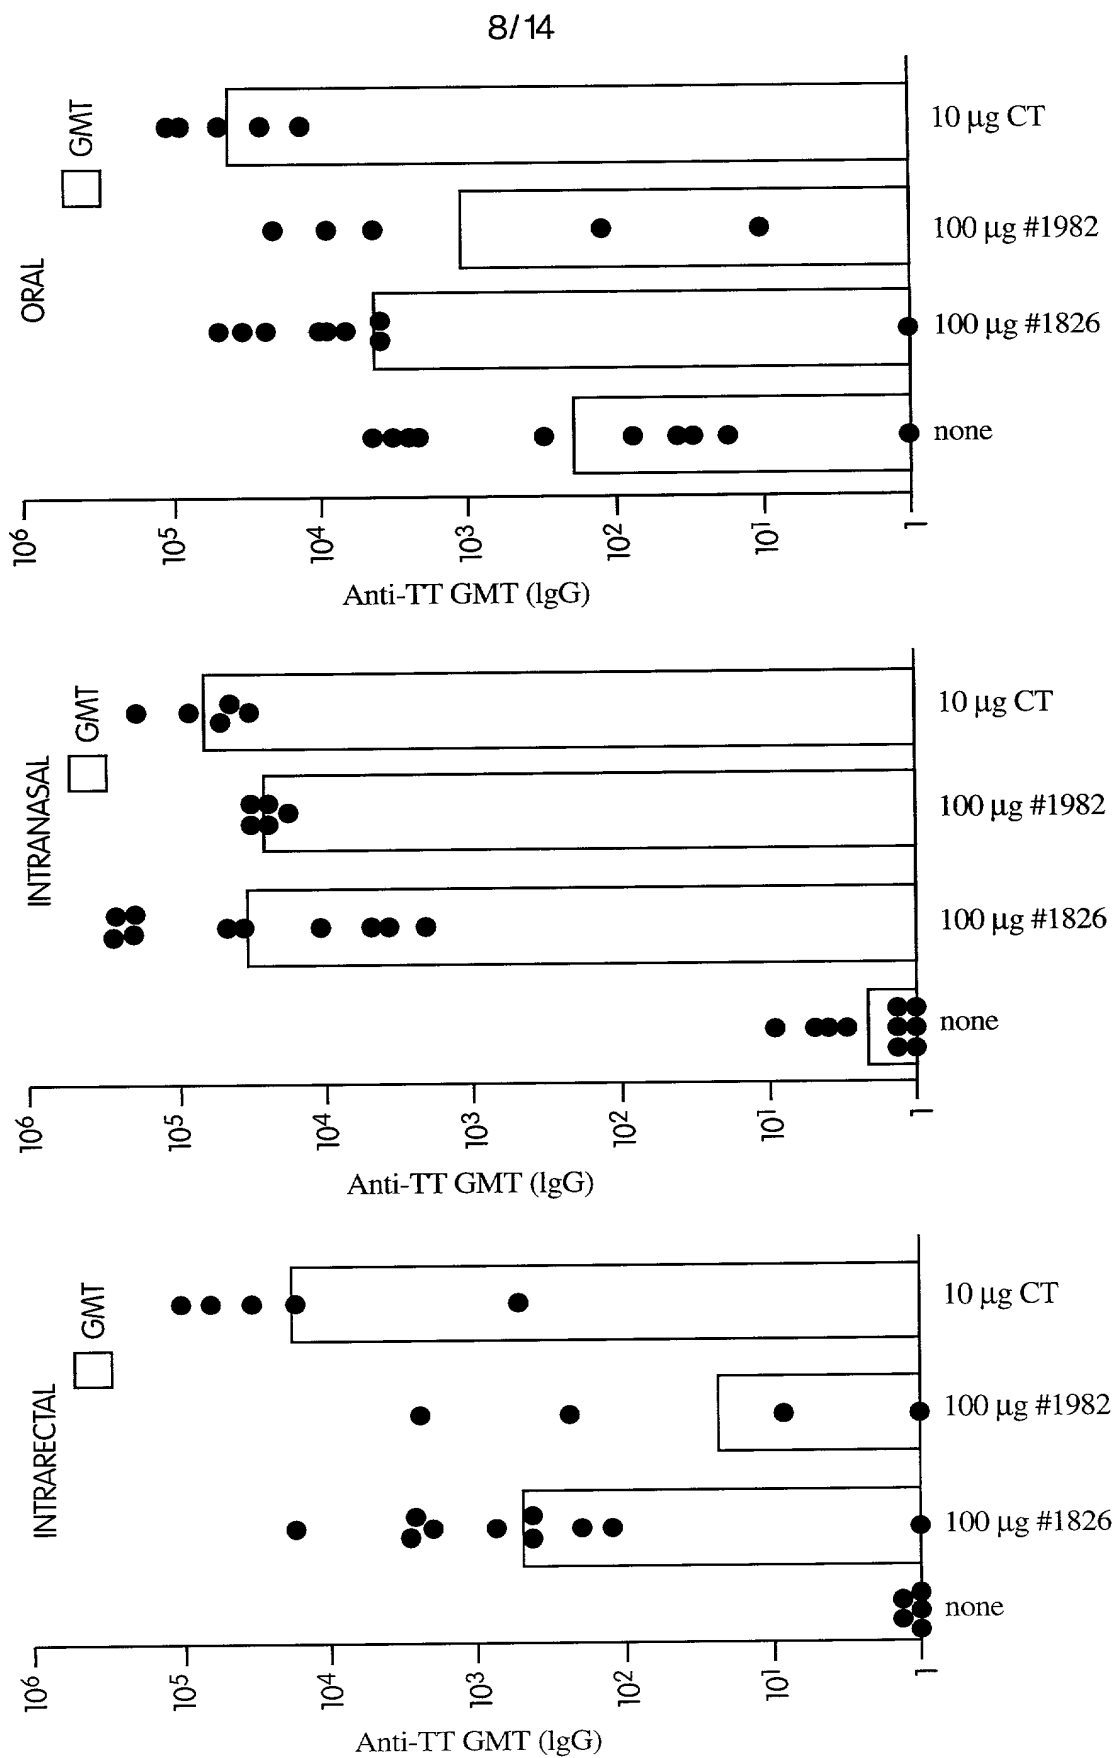 8/14
ORAL
GMT
10 µg CT
100 µg #1982
100 µg #1826
none
10⁶
10⁵
10⁴
10³
10²
10¹
1
Anti-TT GMT (IgG)
INTRANASAL
GMT
10 µg CT
100 µg #1982
100 µg #1826
none
10⁶
10⁵
10⁴
10³
10²
10¹
1
Anti-TT GMT (IgG)
INTRARECTAL
GMT
10 µg CT
100 µg #1982
100 µg #1826
none
10⁶
10⁵
10⁴
10³
10²
10¹
1
Anti-TT GMT (IgG)